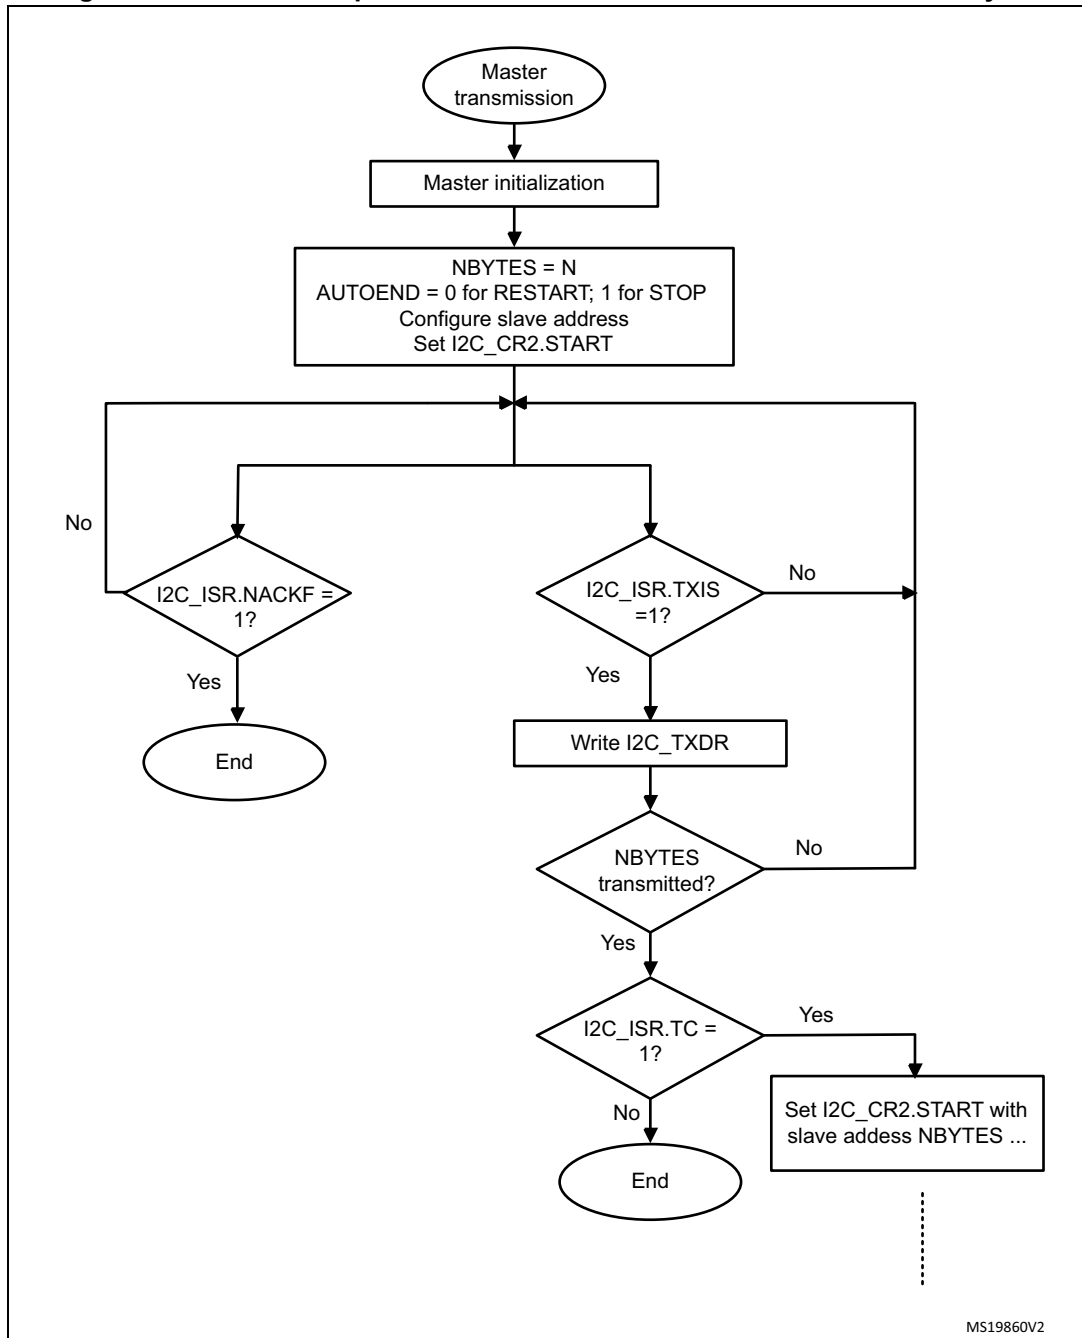 Master
transmission
Master initialization
NBYTES = N
AUTOEND = 0 for RESTART; 1 for STOP
Configure slave address
Set I2C_CR2.START
No
I2C_ISR.NACKF =
1?
Yes
End
I2C_ISR.TXIS
=1?
No
Yes
Write I2C_TXDR
NBYTES
transmitted?
No
Yes
I2C_ISR.TC =
1?
Yes
No
End
Set I2C_CR2.START with
slave addess NBYTES ...
MS19860V2